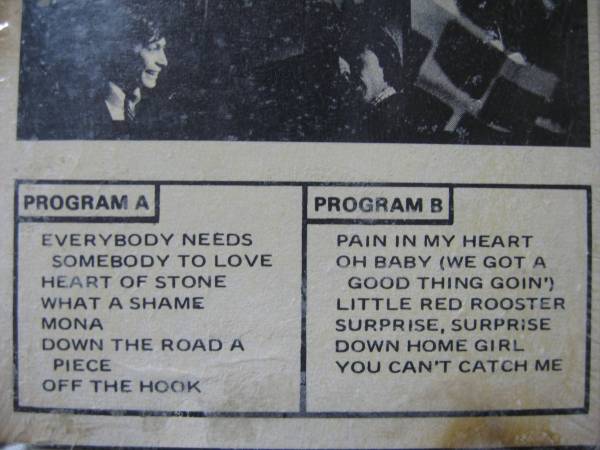 PROGRAM A
EVERYBODY NEEDS
SOMEBODY TO LOVE
HEART OF STONE
WHAT A SHAME
MONA
DOWN THE ROAD A
PIECE
OFF THE HOOK
PROGRAM B
PAIN IN MY HEART
OH BABY (WE GOT A
GOOD THING GOIN')
LITTLE RED ROOSTER
SURPRISE, SURPRISE
DOWN HOME GIRL
YOU CAN'T CATCH ME